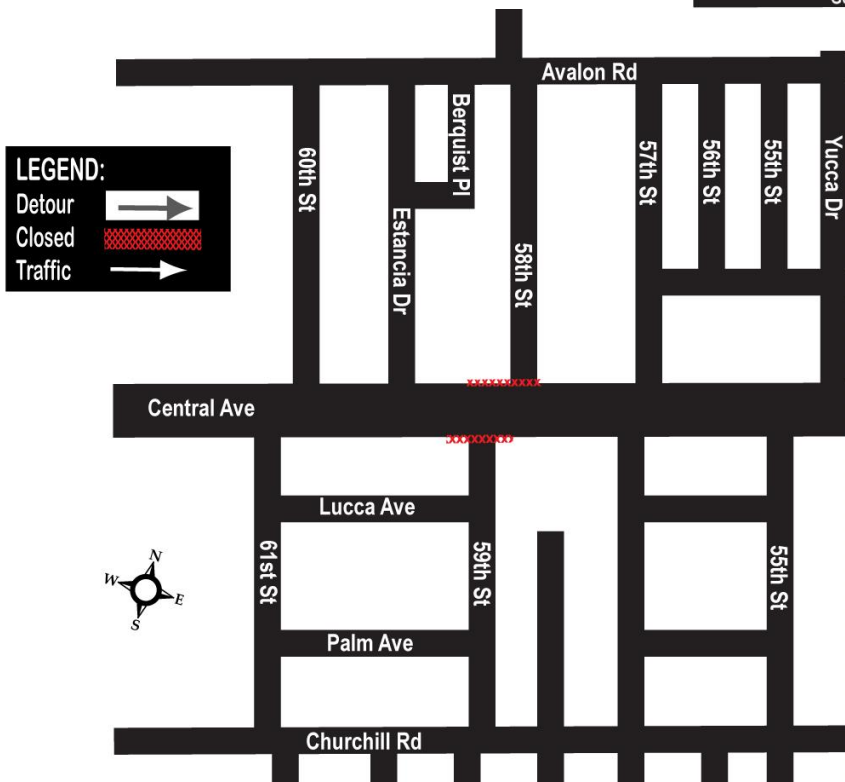 Avalon Rd
Berquist Pl
60th St
57th St
56th St
55th St
Yucca Dr
LEGEND:
Detour
Closed
Traffic
Estancia Dr
58th St
xxxxxxxxxx
Central Ave
Lucca Ave
61st St
59th St
55th St
N
W
E
S
Palm Ave
Churchill Rd